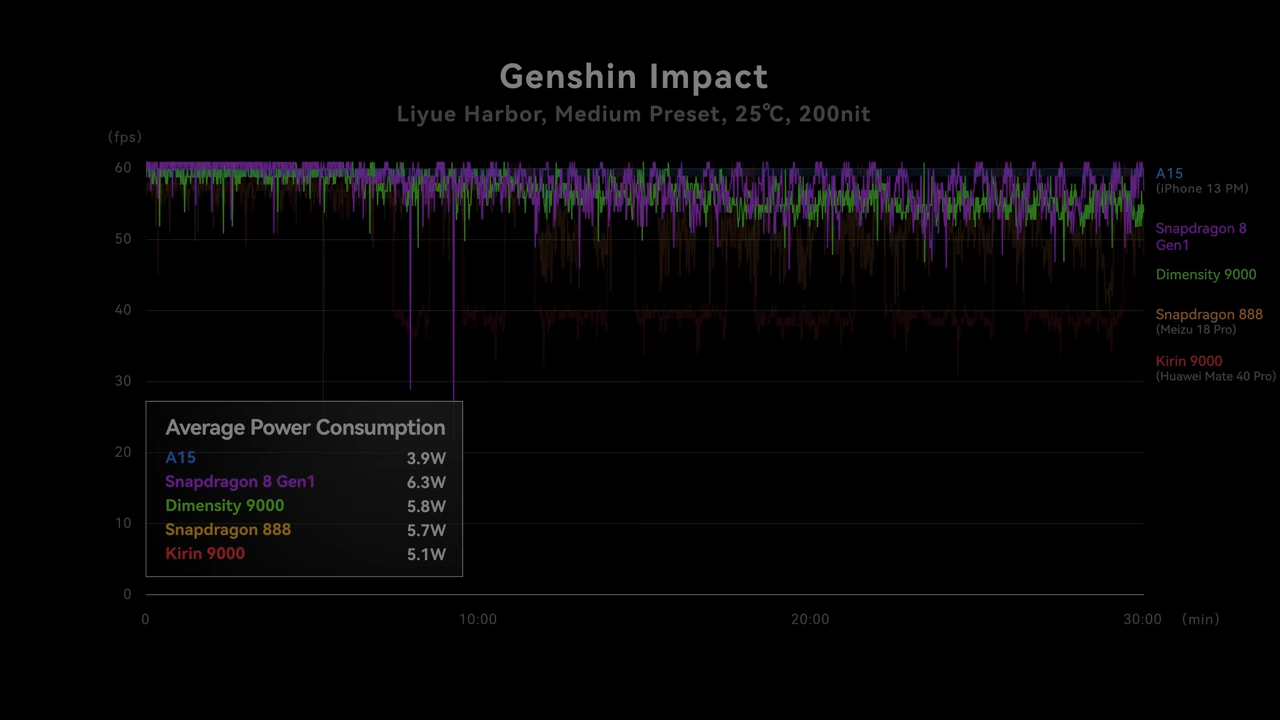 Genshin Impact
Liyue Harbor, Medium Preset, 25℃, 200nit
(fps)
60
50
40
30
20
10
0
A15
(iPhone 13 PM)
Snapdragon 8
Gen1
Dimensity 9000
Snapdragon 888
(Meizu 18 Pro)
Kirin 9000
(Huawei Mate 40 Pro)
Average Power Consumption
A15 3.9W
Snapdragon 8 Gen1 6.3W
Dimensity 9000 5.8W
Snapdragon 888 5.7W
Kirin 9000 5.1W
0 10:00 20:00 30:00 (min)